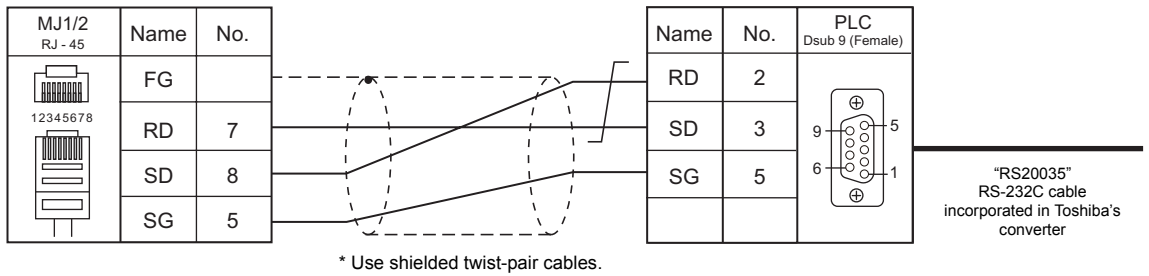 MJ1/2
RJ - 45
Name
No.
FG
RD
7
SD
8
SG
5
12345678
Name
No.
PLC
Dsub 9 (Female)
RD
2
SD
3
SG
5
9
5
6
1
"RS20035"
RS-232C cable
incorporated in Toshiba's
converter
* Use shielded twist-pair cables.